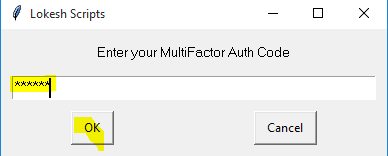 Lokesh Scripts
Enter your MultiFactor Auth Code
******
OK
Cancel